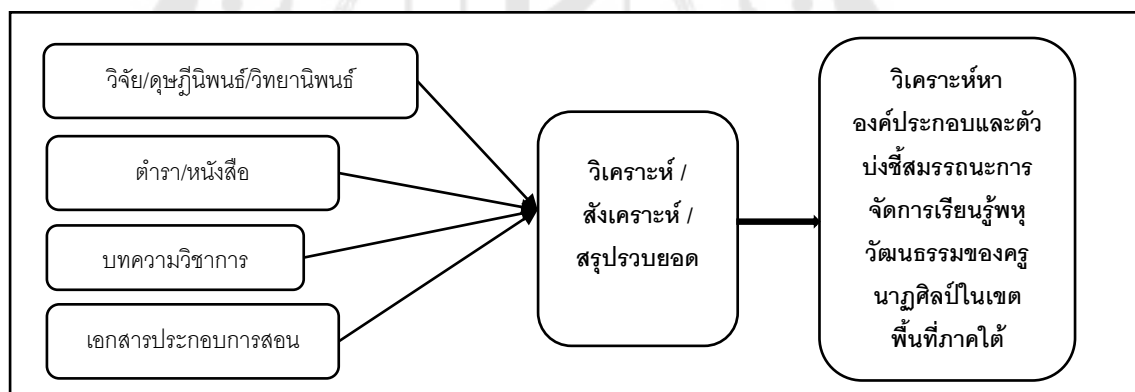 วิจัย/ดุษฎีนิพนธ์/วิทยานิพนธ์
ตำรา/หนังสือ
บทความวิชาการ
เอกสารประกอบการสอน
วิเคราะห์ /
สังเคราะห์ /
สรุปรวบยอด
วิเคราะห์หา
องค์ประกอบและตัว
บ่งชี้สมรรถนะการ
จัดการเรียนรู้พหุ
วัฒนธรรมของครู
นาฏศิลป์ในเขต
พื้นที่ภาคใต้